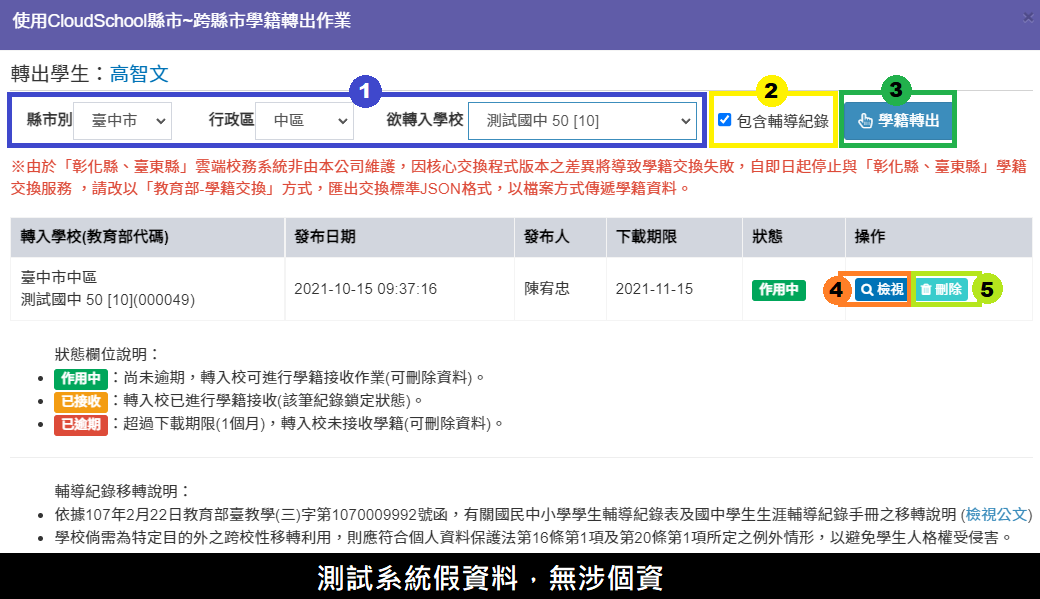 使用CloudSchool縣市~跨縣市學籍轉出作業
×
轉出學生：高智文
1 2 3
縣市別 臺中市 行政區 中區 欲轉入學校 測試國中 50 [10] 包含輔導紀錄 學籍轉出
※由於「彰化縣、臺東縣」雲端校務系統非由本公司維護，因核心交換程式版本之差異將導致學籍交換失敗，自即日起停止與「彰化縣、臺東縣」學籍
交換服務 ，請改以「教育部-學籍交換」方式，匯出交換標準JSON格式，以檔案方式傳遞學籍資料。
轉入學校(教育部代碼) 發布日期 發布人 下載期限 狀態 操作
臺中市中區
測試國中 50 [10](000049) 2021-10-15 09:37:16 陳宥忠 2021-11-15 作用中 4 檢視 刪除 5
狀態欄位說明：
• 作用中：尚未逾期，轉入校可進行學籍接收作業(可刪除資料)。
• 已接收：轉入校已進行學籍接收(該筆紀錄鎖定狀態)。
• 已逾期：超過下載期限(1個月)，轉入校未接收學籍(可刪除資料)。
輔導紀錄移轉說明：
• 依據107年2月22日教育部臺教學(三)字第1070009992號函，有關國民中小學學生輔導紀錄表及國中學生生涯輔導紀錄手冊之移轉說明 (檢視公文)
• 學校倘需為特定目的外之跨校性移轉利用，則應符合個人資料保護法第16條第1項及第20條第1項所定之例外情形，以避免學生人格權受侵害。
測試系統假資料，無涉個資